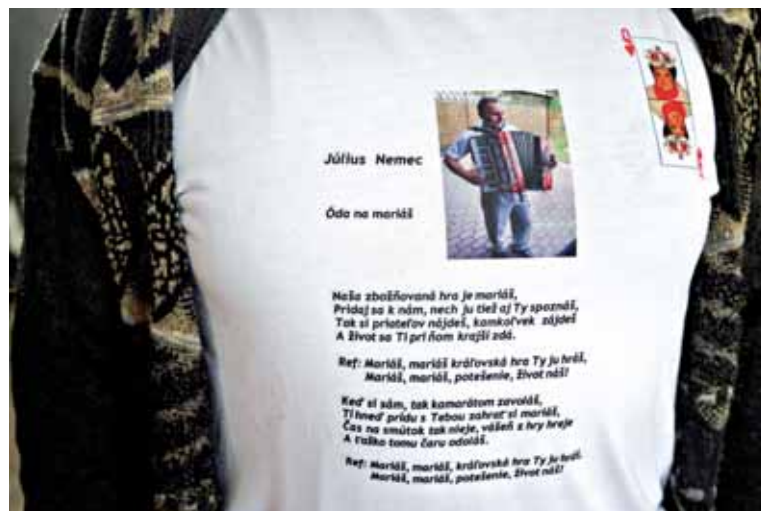 Július Nemec
Q
Óda na mariáš
Naša zbožňovaná hra je mariáš,
Pridaj sa k nám, nech ju tiež aj Ty spoznáš,
Tak si priateľov nájdeš, kamkoľvek zájdeš
A život sa Ti pri ňom krajší zdá.
Ref: Mariáš, mariáš kráľovská hra Ty ju hráš,
Mariáš, mariáš, potešenie, život náš!
Keď si sám, tak kamarátom zavoláš,
Tí hneď prídu s Tebou zahrať si mariáš,
Čas na smútok tak nieje, vášeň z hry hreje
A ťažko tomu čaru odoláš.
Ref: Mariáš, mariáš, kráľovská hra Ty ju hráš,
Mariáš, mariáš, potešenie, život náš!